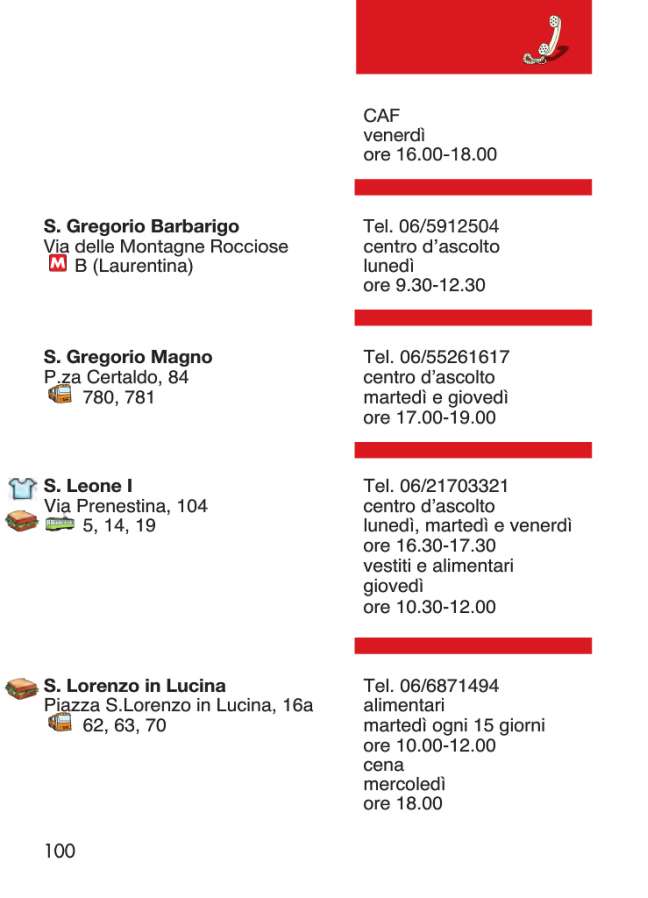 CAF
venerdì
ore 16.00-18.00
S. Gregorio Barbarigo
Via delle Montagne Rocciose
M B (Laurentina)
Tel. 06/5912504
centro d'ascolto
lunedì
ore 9.30-12.30
S. Gregorio Magno
P.za Certaldo, 84
780, 781
Tel. 06/55261617
centro d'ascolto
martedì e giovedì
ore 17.00-19.00
S. Leone I
Via Prenestina, 104
5, 14, 19
Tel. 06/21703321
centro d'ascolto
lunedì, martedì e venerdì
ore 16.30-17.30
vestiti e alimentari
giovedì
ore 10.30-12.00
S. Lorenzo in Lucina
Piazza S.Lorenzo in Lucina, 16a
62, 63, 70
Tel. 06/6871494
alimentari
martedì ogni 15 giorni
ore 10.00-12.00
cena
mercoledì
ore 18.00
100